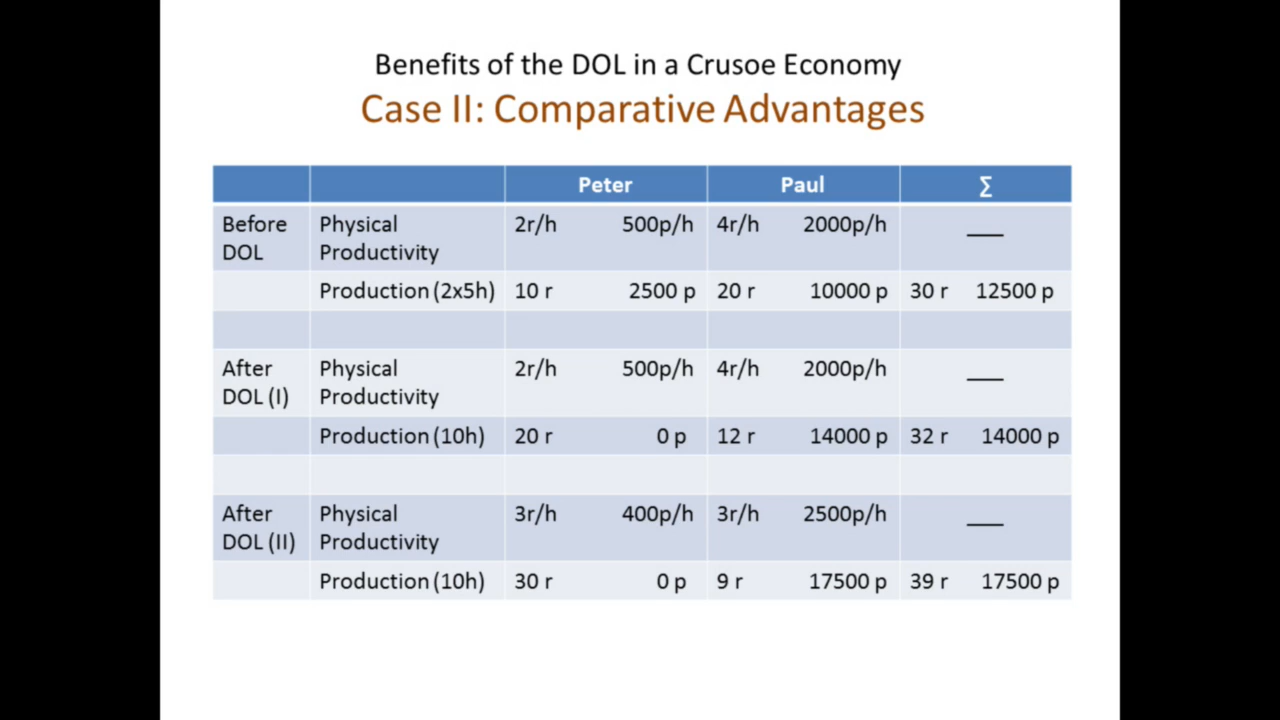 Benefits of the DOL in a Crusoe Economy
Case II: Comparative Advantages
Peter Paul ∑
Before DOL Physical Productivity 2r/h 500p/h 4r/h 2000p/h ___
Production (2x5h) 10 r 2500 p 20 r 10000 p 30 r 12500 p
After DOL (I) Physical Productivity 2r/h 500p/h 4r/h 2000p/h ___
Production (10h) 20 r 0 p 12 r 14000 p 32 r 14000 p
After DOL (II) Physical Productivity 3r/h 400p/h 3r/h 2500p/h ___
Production (10h) 30 r 0 p 9 r 17500 p 39 r 17500 p